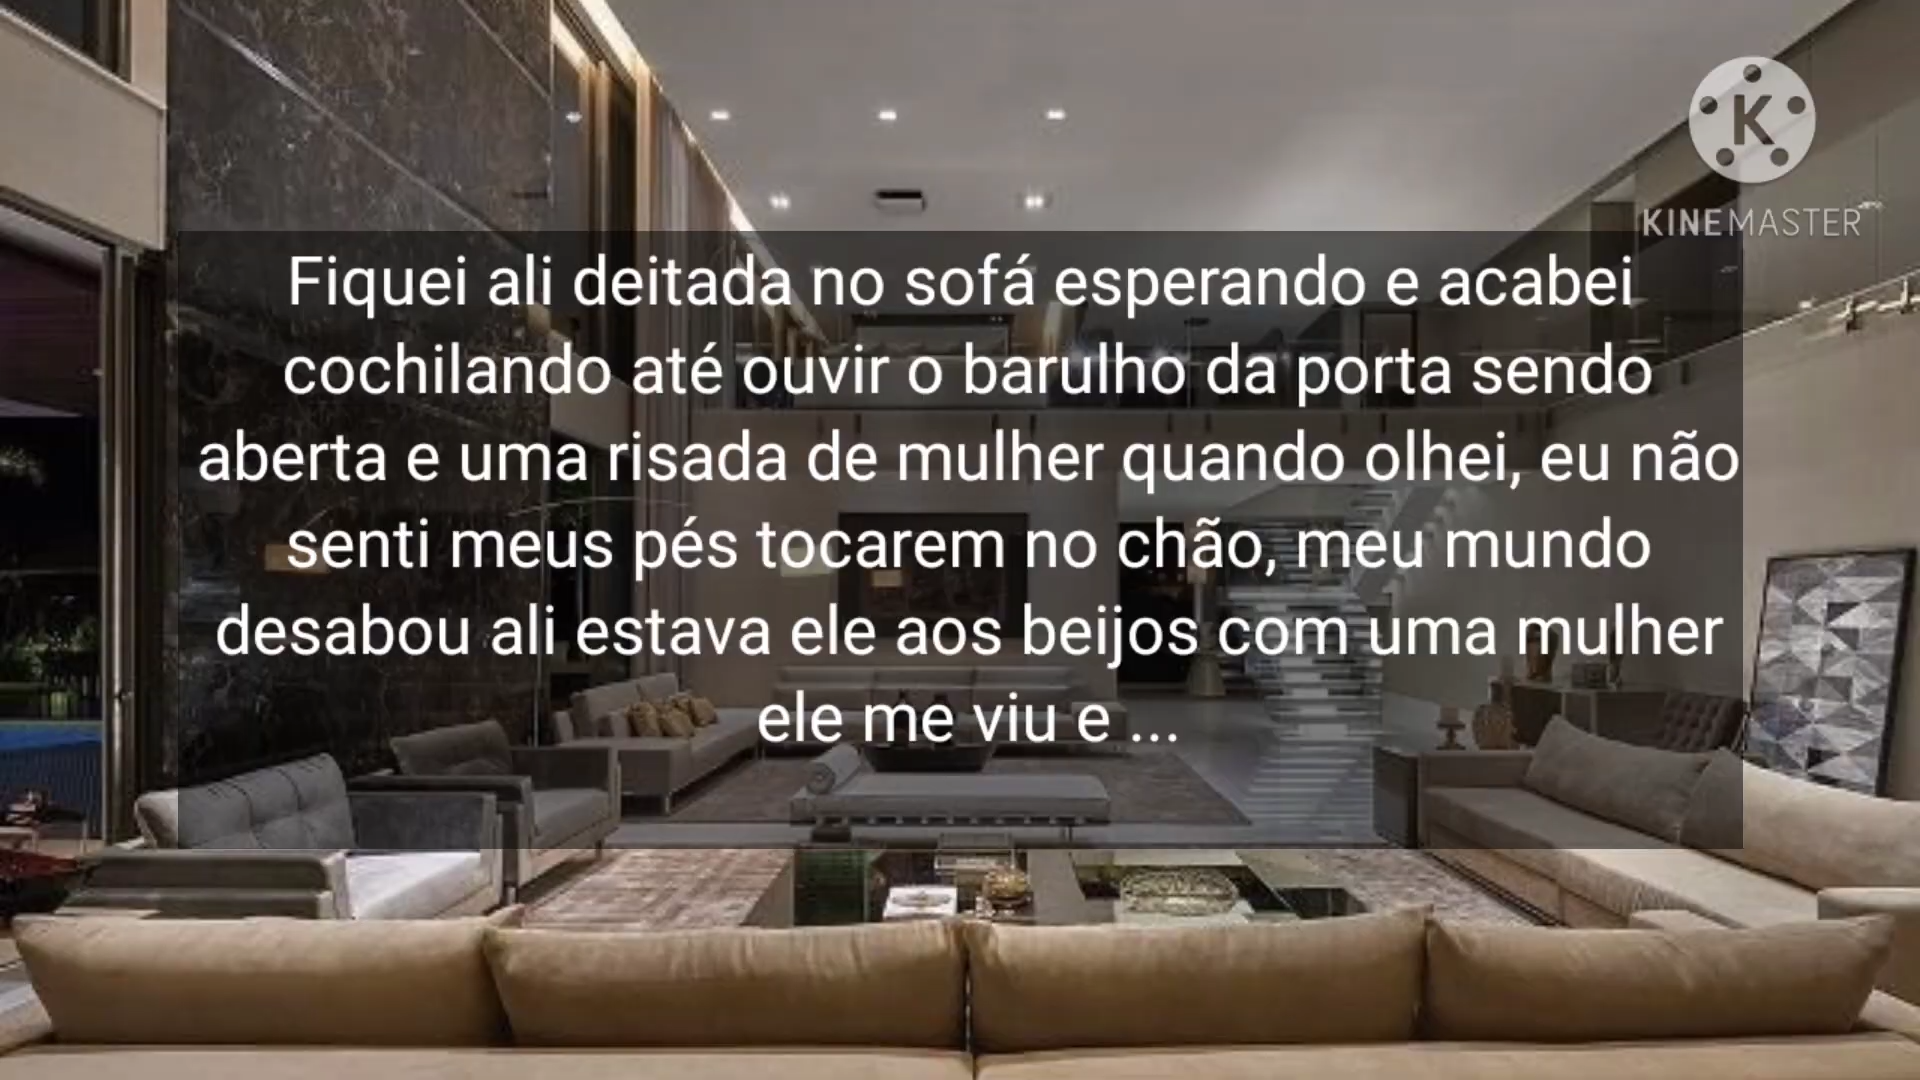 K
KINEMASTER
Fiquei ali deitada no sofá esperando e acabei
cochilando até ouvir o barulho da porta sendo
aberta e uma risada de mulher quando olhei, eu não
senti meus pés tocarem no chão, meu mundo
desabou ali estava ele aos beijos com uma mulher
ele me viu e ...